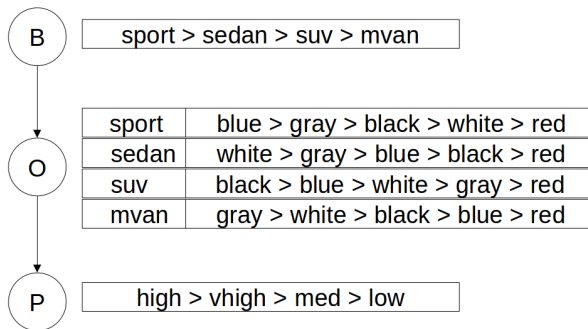 B sport > sedan > suv > mvan
sport blue > gray > black > white > red
O sedan white > gray > blue > black > red
suv black > blue > white > gray > red
mvan gray > white > black > blue > red
P high > vhigh > med > low